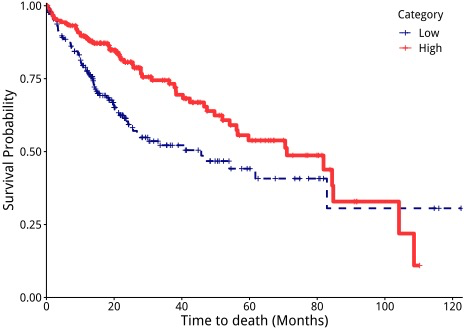 Category
Low
High
Survival Probability
1.00
0.75
0.50
0.25
0.00
0
20
40
60
80
100
120
Time to death (Months)